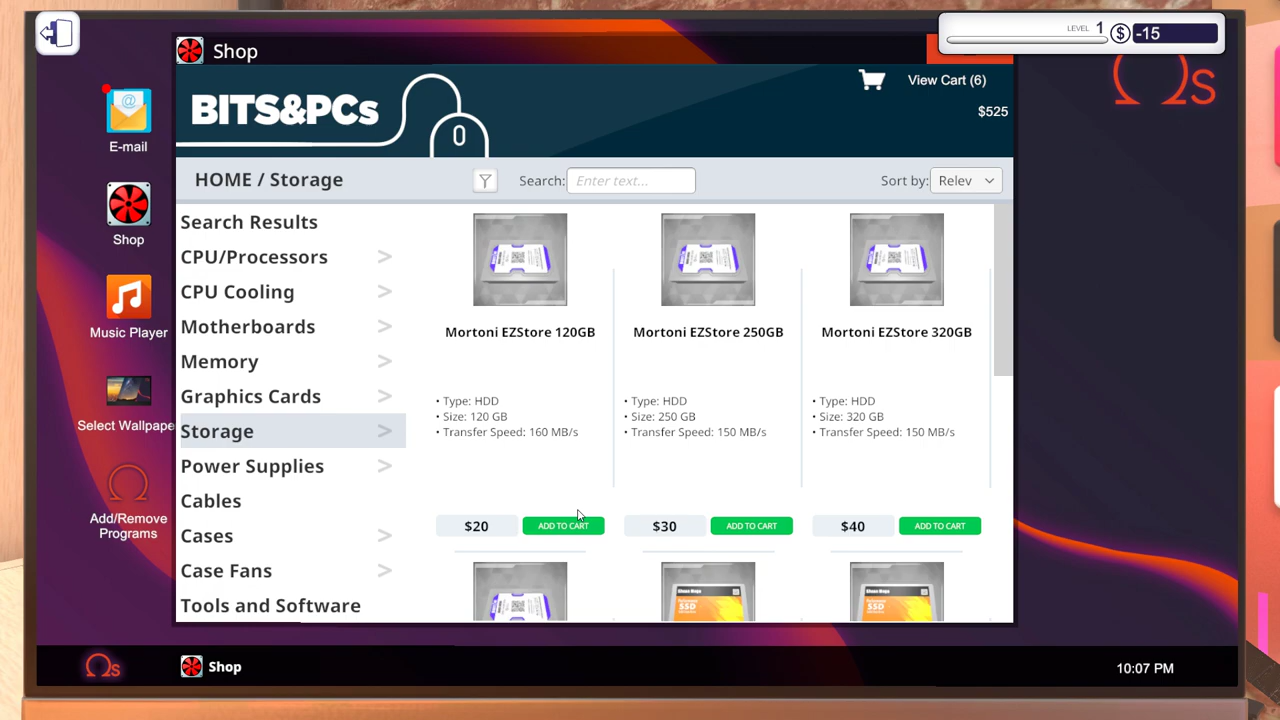 Shop
LEVEL 1 $ -15
BITS&PCs
View Cart (6)
$525
Ωs
E-mail
Shop
Music Player
Select Wallpape
Add/Remove
Programs
HOME / Storage
Search: Enter text...
Sort by: Relev
Search Results
CPU/Processors >
CPU Cooling >
Motherboards >
Memory >
Graphics Cards >
Storage >
Power Supplies >
Cables
Cases >
Case Fans >
Tools and Software
Mortoni EZStore 120GB
• Type: HDD
• Size: 120 GB
• Transfer Speed: 160 MB/s
$20 ADD TO CART
Mortoni EZStore 250GB
• Type: HDD
• Size: 250 GB
• Transfer Speed: 150 MB/s
$30 ADD TO CART
Mortoni EZStore 320GB
• Type: HDD
• Size: 320 GB
• Transfer Speed: 150 MB/s
$40 ADD TO CART
SSD
SSD
Ωs
Shop
10:07 PM